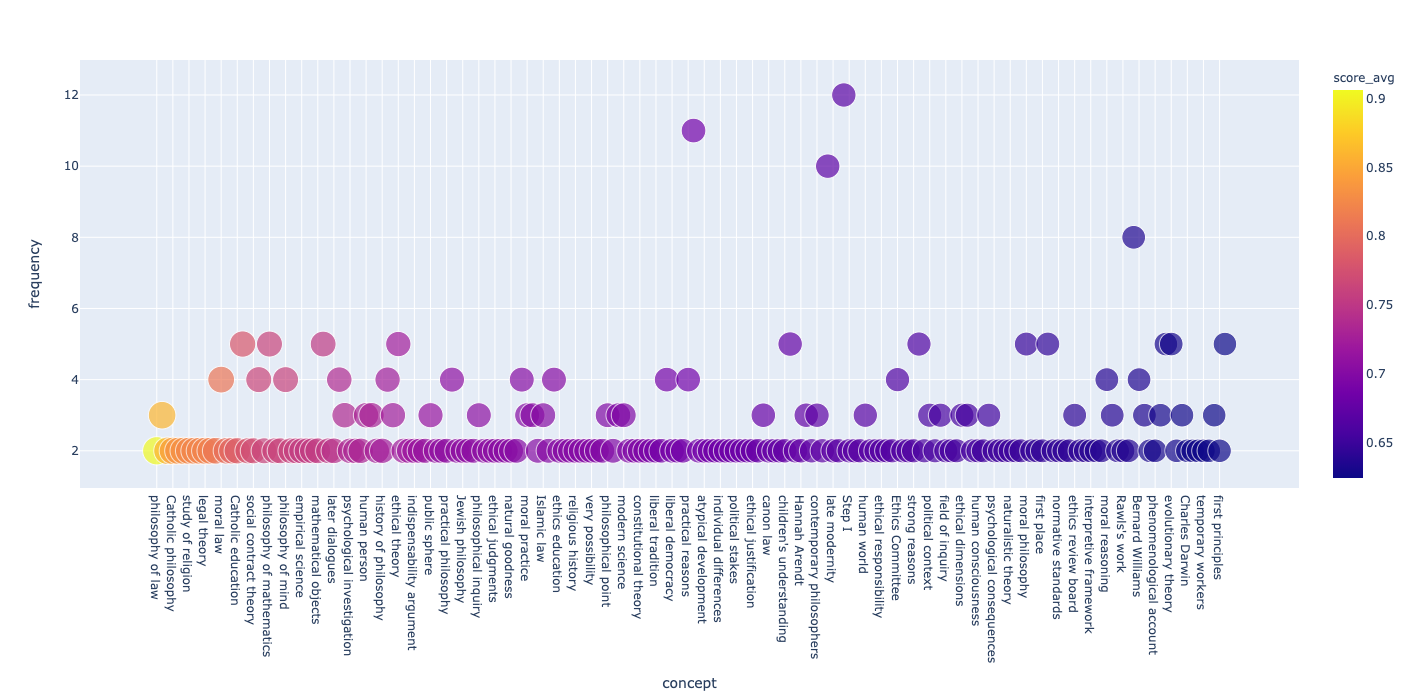 score_avg
0.9
0.85
0.8
0.75
0.7
0.65
frequency
12
10
8
6
4
2
philosophy of law
Catholic philosophy
study of religion
legal theory
moral law
Catholic education
social contract theory
philosophy of mathematics
philosophy of mind
empirical science
mathematical objects
later dialogues
psychological investigation
human person
history of philosophy
ethical theory
indispensability argument
public sphere
practical philosophy
Jewish philosophy
philosophical inquiry
ethical judgments
natural goodness
moral practice
Islamic law
ethics education
religious history
very possibility
philosophical point
modern science
constitutional theory
liberal tradition
liberal democracy
practical reasons
atypical development
individual differences
political stakes
ethical justification
canon law
children's understanding
Hannah Arendt
contemporary philosophers
late modernity
Step I
human world
ethical responsibility
Ethics Committee
strong reasons
political context
field of inquiry
ethical dimensions
human consciousness
psychological consequences
naturalistic theory
moral philosophy
first place
normative standards
ethics review board
interpretive framework
moral reasoning
Rawls's work
Bernard Williams
phenomenological account
evolutionary theory
Charles Darwin
temporary workers
first principles
concept